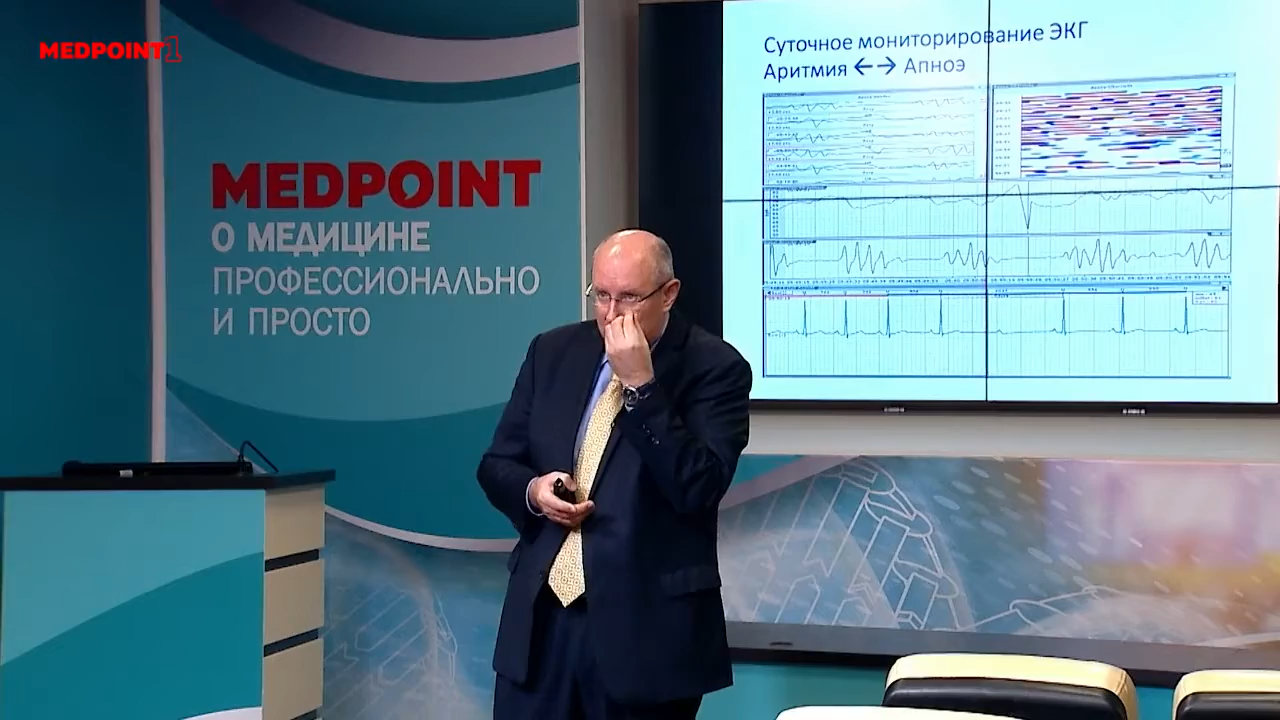 MEDPOINT1
MEDPOINT
О МЕДИЦИНЕ
ПРОФЕССИОНАЛЬНО
И ПРОСТО
Суточное мониторирование ЭКГ
Аритмия ←→ Апноэ